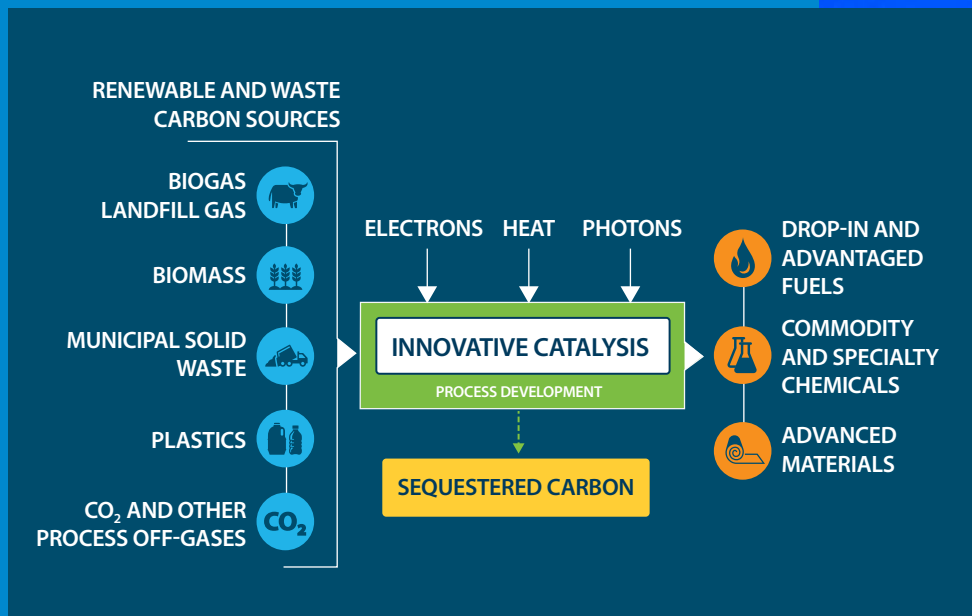 RENEWABLE AND WASTE
CARBON SOURCES
BIOGAS
LANDFILL GAS
BIOMASS
MUNICIPAL SOLID
WASTE
PLASTICS
CO₂ AND OTHER
PROCESS OFF-GASES
CO₂
ELECTRONS
HEAT
PHOTONS
INNOVATIVE CATALYSIS
PROCESS DEVELOPMENT
SEQUESTERED CARBON
DROP-IN AND
ADVANTAGED
FUELS
COMMODITY
AND SPECIALTY
CHEMICALS
ADVANCED
MATERIALS